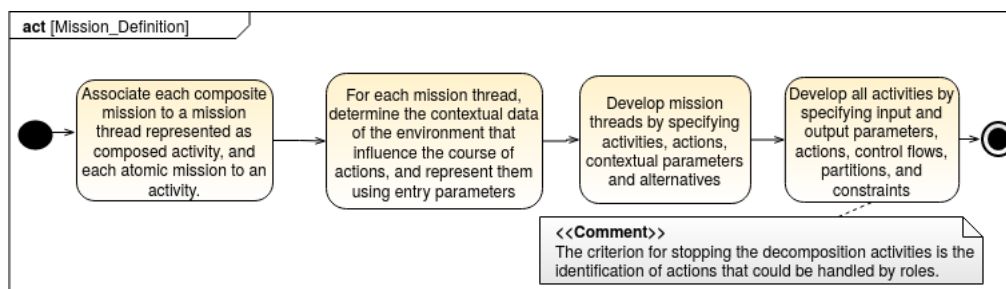 act [Mission_Definition]
Associate each composite
mission to a mission
thread represented as
composed activity, and
each atomic mission to an
activity.
For each mission thread,
determine the contextual data
of the environment that
influence the course of
actions, and represent them
using entry parameters
Develop mission
threads by specifying
activities, actions,
contextual parameters
and alternatives
Develop all activities by
specifying input and
output parameters,
actions, control flows,
partitions, and
constraints
<<Comment>>
The criterion for stopping the decomposition activities is the
identification of actions that could be handled by roles.